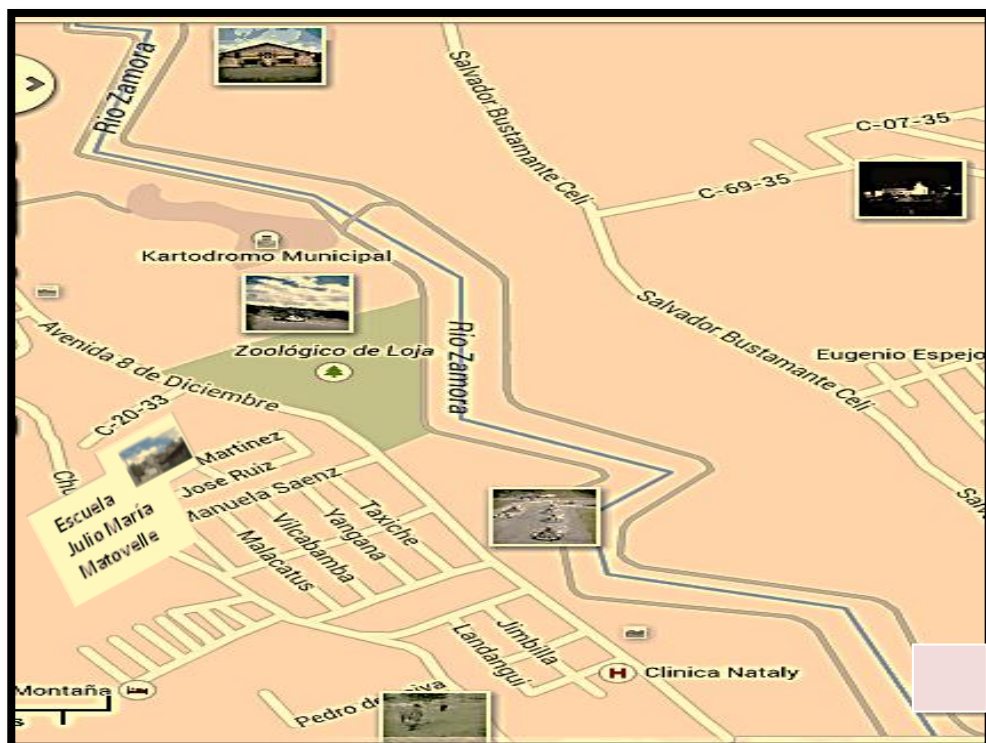 Rio Zamora
Salvador Bustamante Celi
C-07-35
C-69-35
Kartodromo Municipal
Rio Zamora
Salvador Bustamante Celi
Zoológico de Loja
Eugenio Espejo
Avenida 8 de Diciembre
C-20-33
Martinez
Jose Ruiz
Manuela Saenz
Escuela
Julio María
Matovelle
Taxiche
Yangana
Vilcabamba
Malacatus
Jimbilla
Landangui
H
Clinica Nataly
Montaña
Pedro de